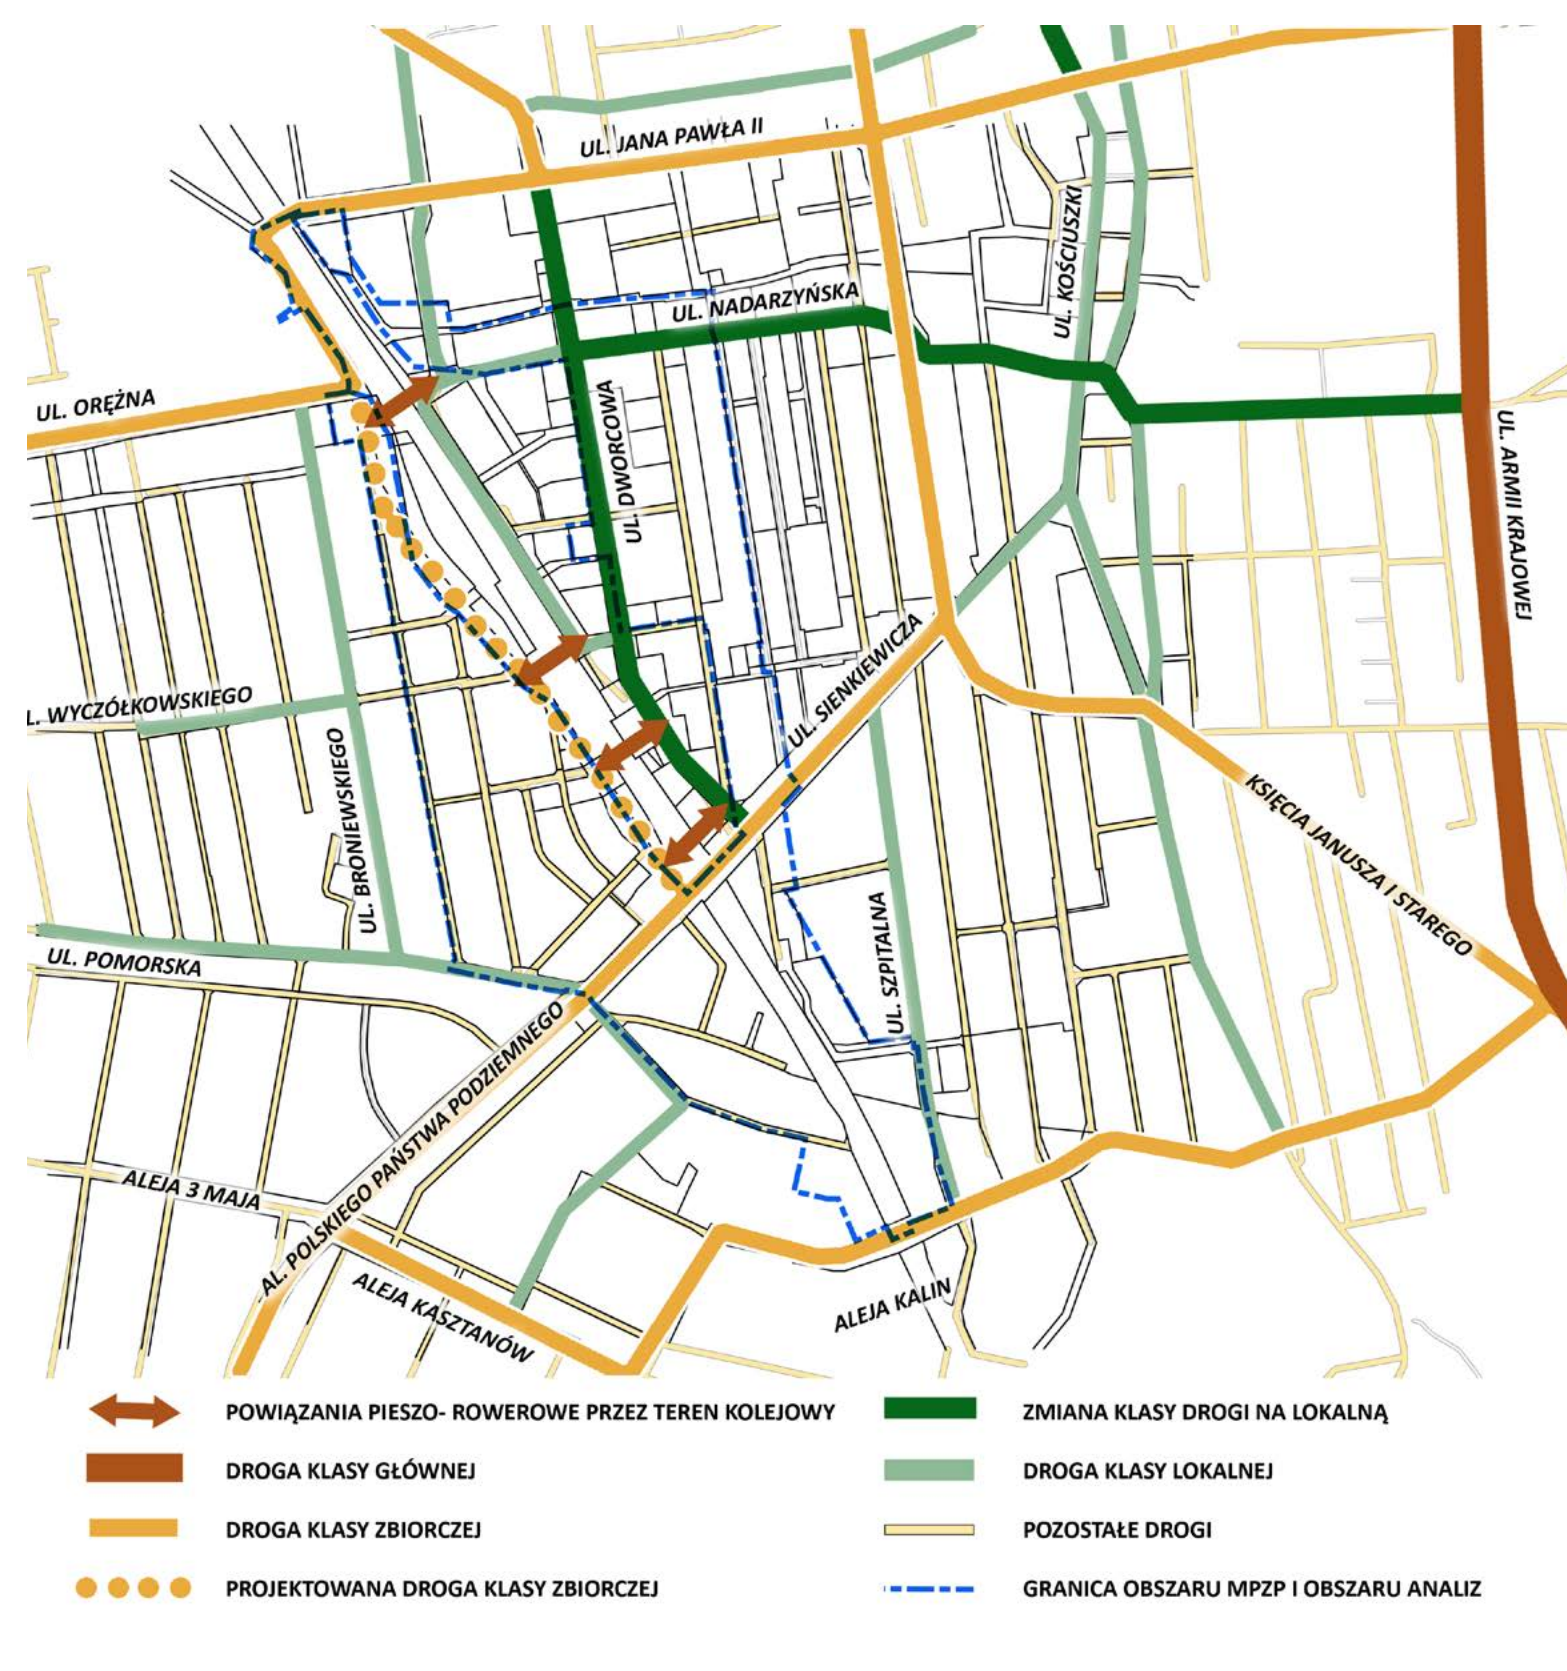 UL. JANA PAWŁA II
UL. KOŚCIUSZKI
UL. NADARZYŃSKA
UL. ORĘŻNA
UL. DWORCOWA
UL. ARMII KRAJOWEJ
UL. SIENKIEWICZA
L. WYCZÓŁKOWSKIEGO
UL. BRONIEWSKIEGO
KSIĘCIA JANUSZA I STAREGO
UL. POMORSKA
UL. SZPITALNA
AL. POLSKIEGO PAŃSTWA PODZIEMNEGO
ALEJA 3 MAJA
ALEJA KASZTANÓW
ALEJA KALIN
POWIĄZANIA PIESZO- ROWEROWE PRZEZ TEREN KOLEJOWY
DROGA KLASY GŁÓWNEJ
DROGA KLASY ZBIORCZEJ
PROJEKTOWANA DROGA KLASY ZBIORCZEJ
ZMIANA KLASY DROGI NA LOKALNĄ
DROGA KLASY LOKALNEJ
POZOSTAŁE DROGI
GRANICA OBSZARU MPZP I OBSZARU ANALIZ